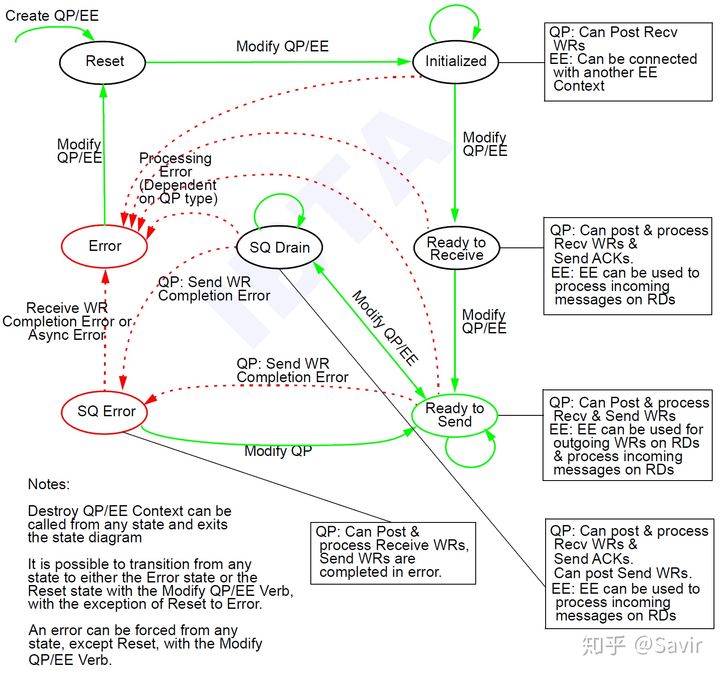 Create QP/EE
Reset
Modify QP/EE
Initialized
QP: Can Post Recv
WRs
EE: Can be connected
with another EE
Context
Modify
QP/EE
Processing
Error
(Dependent
on QP type)
Modify
QP/EE
Error
SQ Drain
Ready to
Receive
QP: Can post & process
Recv WRs &
Send ACKs.
EE: EE can be used to
process incoming
messages on RDs
QP: Send WR
Completion Error
Receive WR
Completion Error or
Async Error
Modify QP/EE
Modify
QP/EE
QP: Send WR
Completion Error
SQ Error
Ready to
Send
QP: Can Post & process
Recv & Send WRs
EE: EE can be used for
outgoing WRs on RDs
& process incoming
messages on RDs
Modify QP
Notes:
Destroy QP/EE Context can be
called from any state and exits
the state diagram
It is possible to transition from any
state to either the Error state or the
Reset state with the Modify QP/EE Verb,
with the exception of Reset to Error.
An error can be forced from any
state, except Reset, with the Modify
QP/EE Verb.
QP: Can Post &
process Receive WRs,
Send WRs are
completed in error.
QP: Can post & process
Recv WRs &
Send ACKs.
Can post Send WRs.
EE: EE can be used to
process incoming
messages on RDs
IBTA
知乎 @Savir